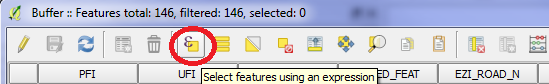 Buffer :: Features total: 146, filtered: 146, selected: 0
PFI UFI ED_FEAT EZI_ROAD_N
Select features using an expression